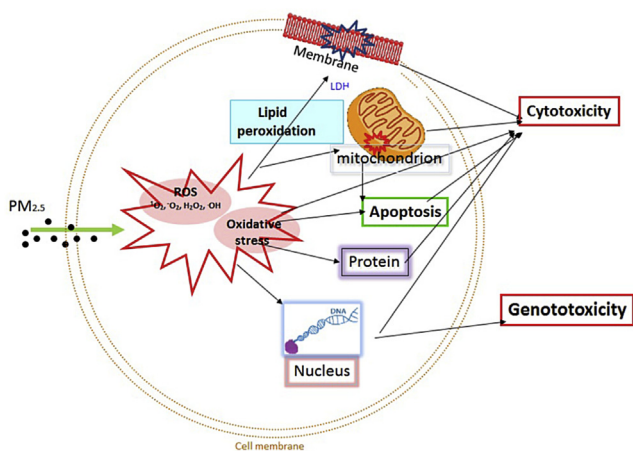 Membrane
LDH
Lipid
peroxidation
mitochondrion
Cytotoxicity
ROS
¹O₂, ·O₂, H₂O₂, ·OH
Oxidative
stress
PM2.5
Apoptosis
Protein
DNA
Nucleus
Genototoxicity
Cell membrane